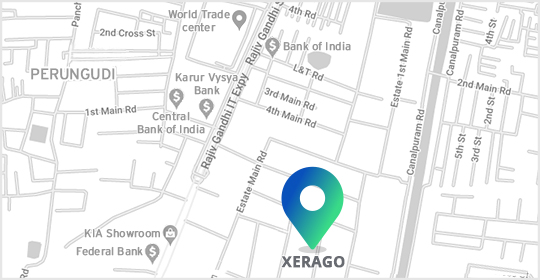 World Trade
center
4th Rd
Panch
2nd Cross St
Rajiv Gandhi S
Bank of India
Canalpuram Rd
4th St
PERUNGUDI
Karur Vysya
Bank
L&T Rd
Estate 1st Main Rd
2nd Main Rd
1st Main Rd
Central
Bank of India
Rajiv Gandhi IT Expy
3rd Main Rd
4th Main Rd
Canalpuram Rd
5th St
3rd St
2nd St
Estate Main Rd
KIA Showroom
Federal Bank
XERAGO